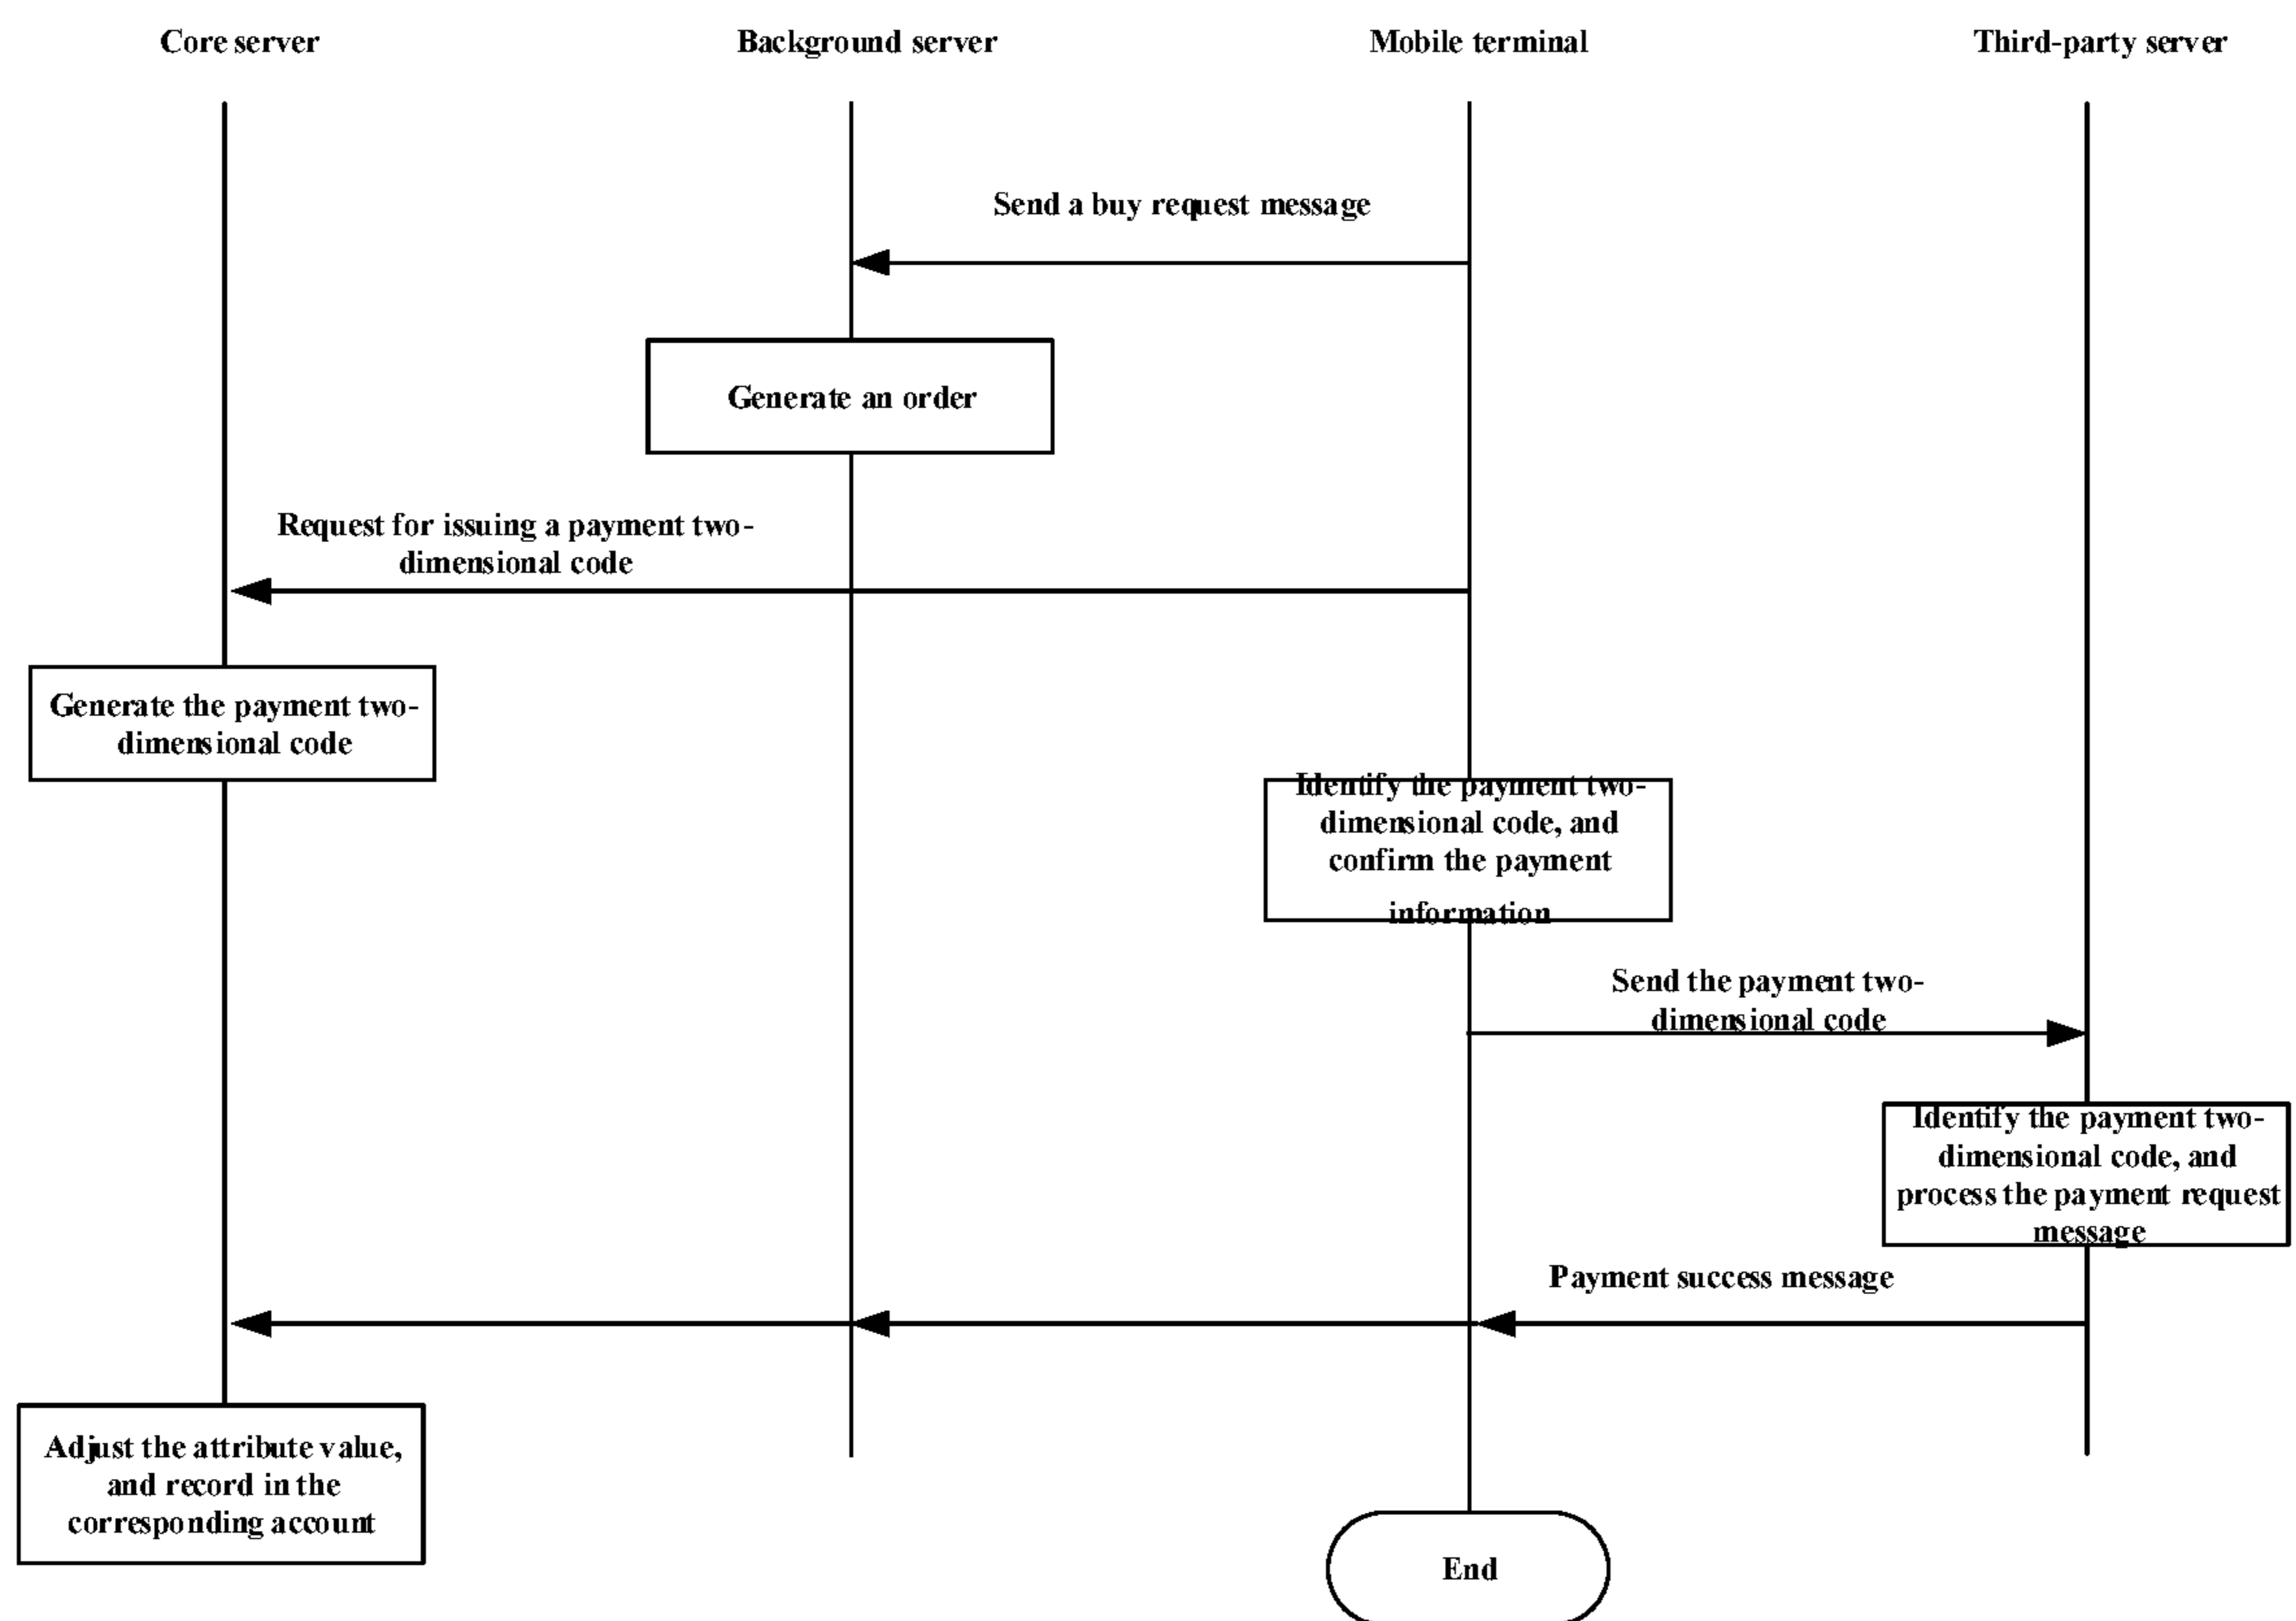 Core server
Background server
Mobile terminal
Third-party server
Send a buy request message
Generate an order
Request for issuing a payment two-
dimensional code
Generate the payment two-
dimensional code
Identify the payment two-
dimensional code, and
confirm the payment
information
Send the payment two-
dimensional code
Identify the payment two-
dimensional code, and
process the payment request
message
Payment success message
Adjust the attribute value,
and record in the
corresponding account
End